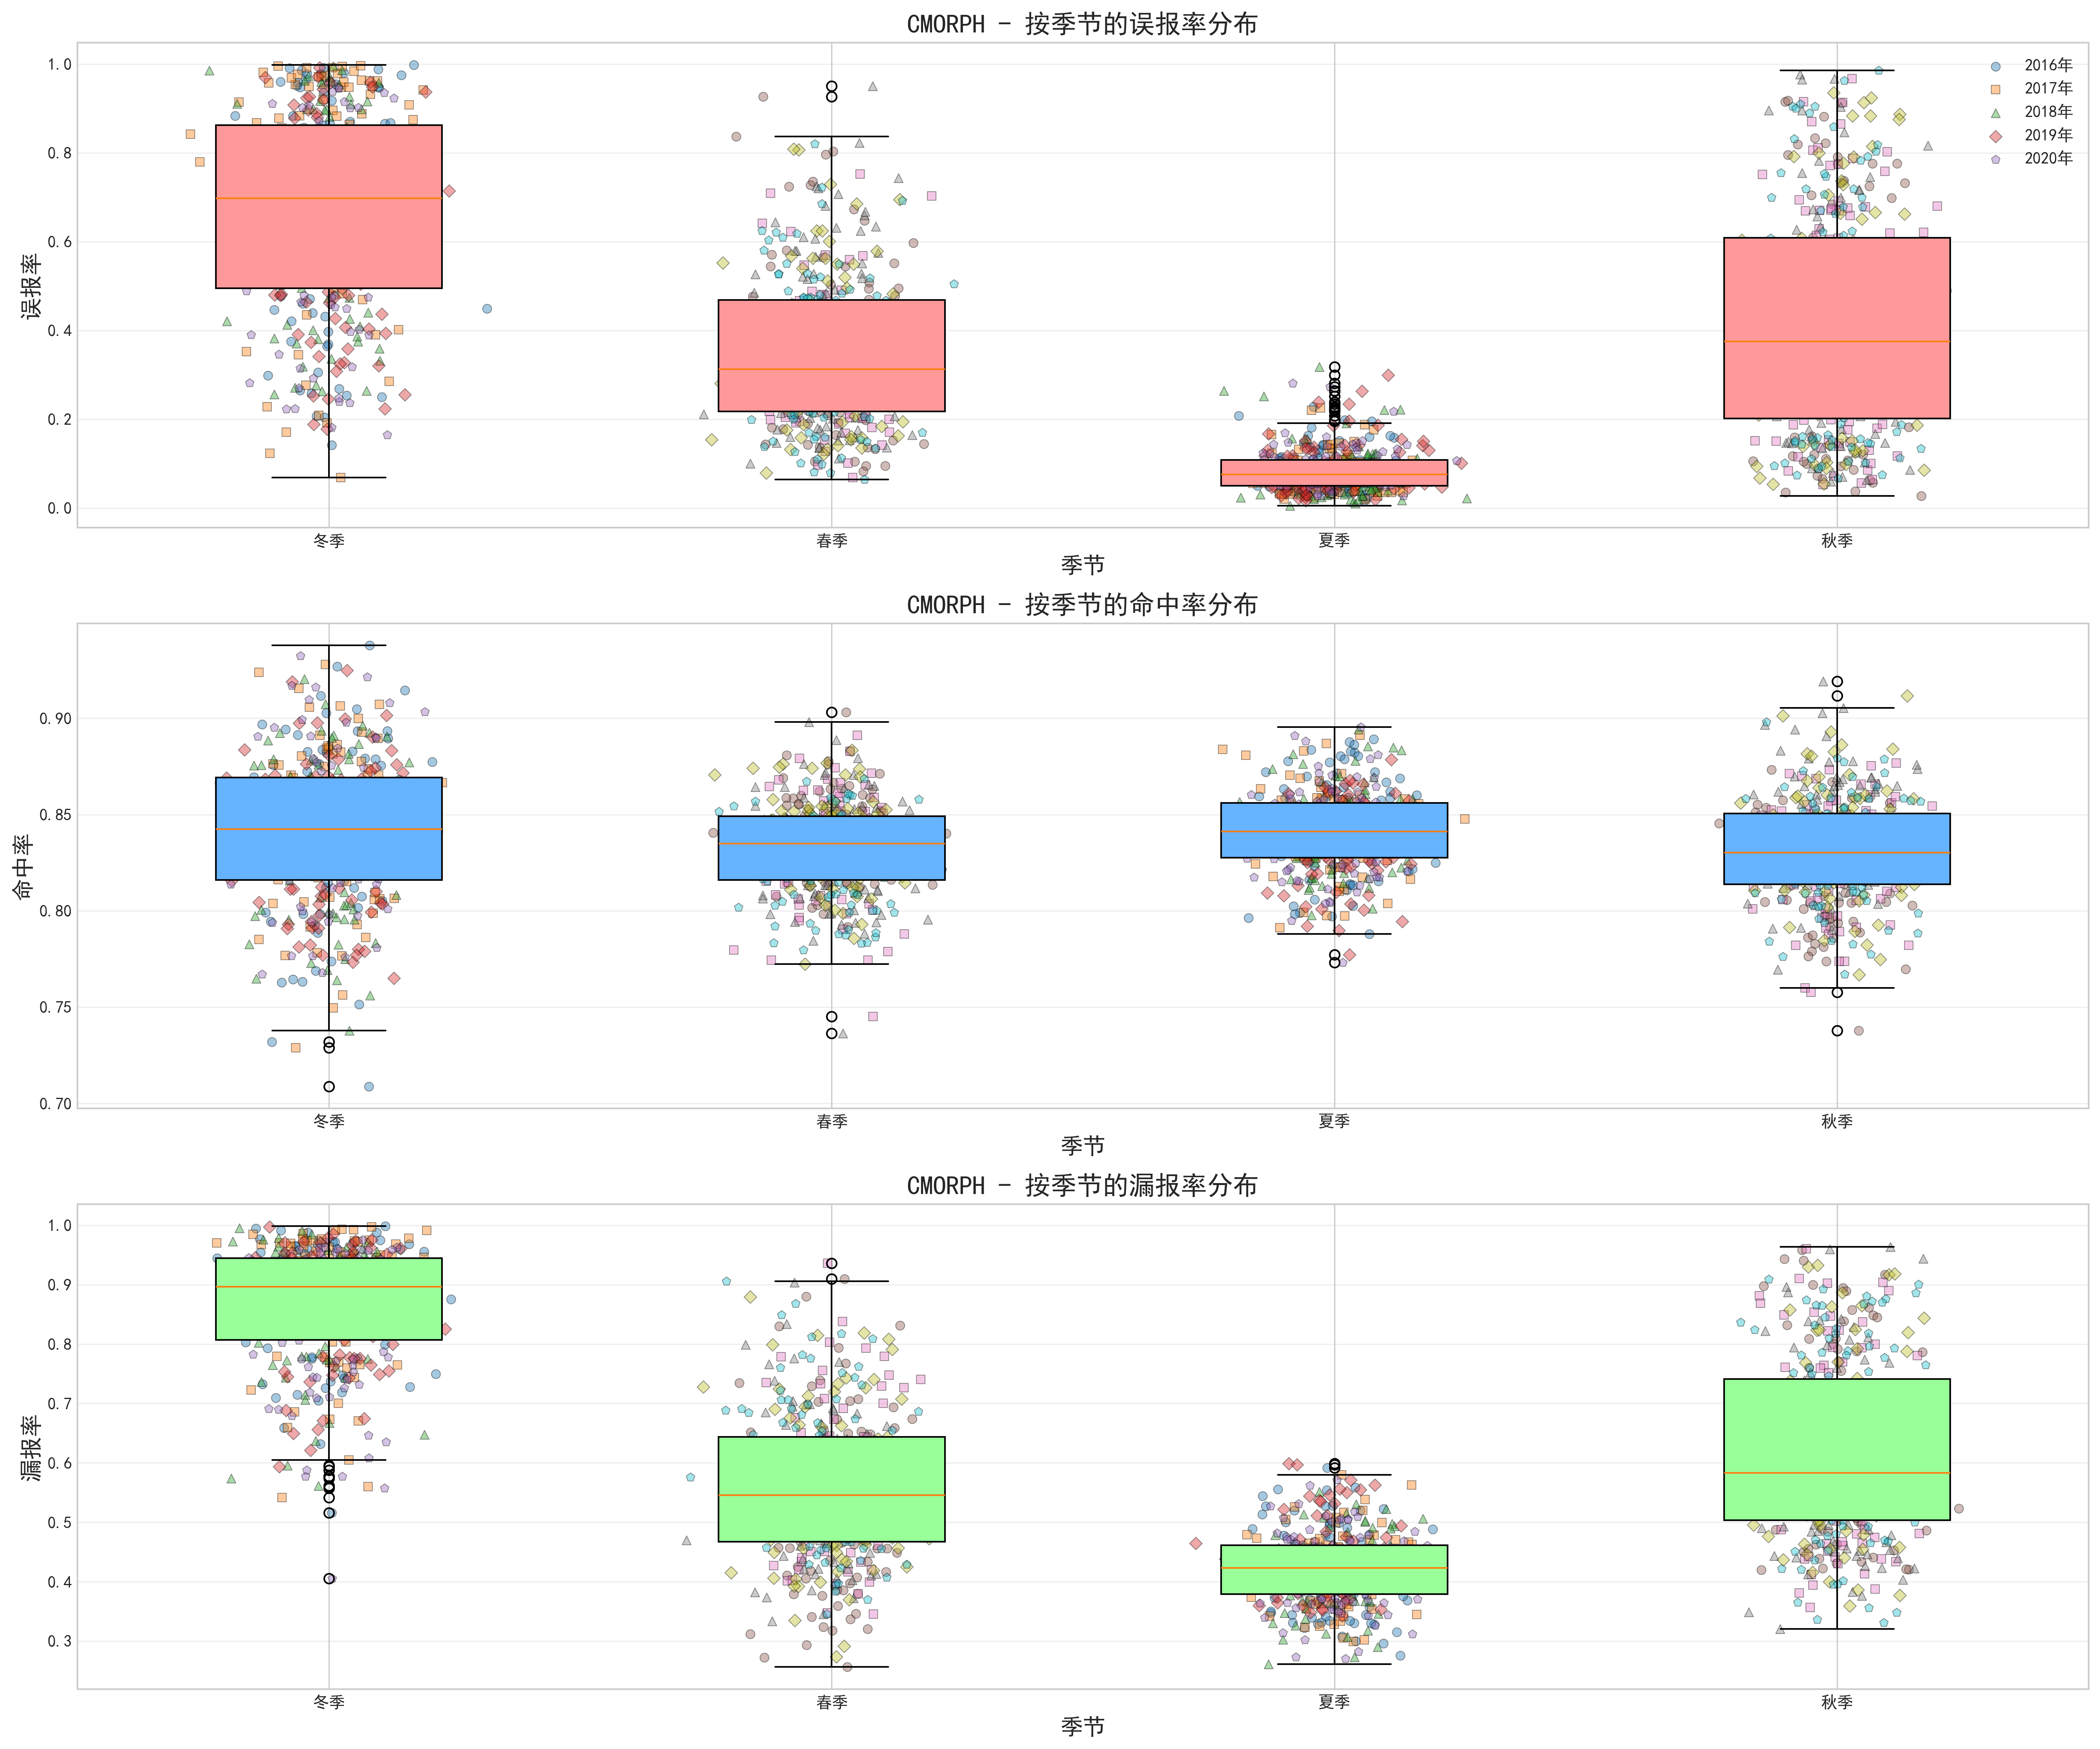 CMORPH - 按季节的误报率分布
误报率
1.0
0.8
0.6
0.4
0.2
0.0
2016年
2017年
2018年
2019年
2020年
冬季
春季
夏季
秋季
季节
CMORPH - 按季节的命中率分布
命中率
0.90
0.85
0.80
0.75
0.70
冬季
春季
夏季
秋季
季节
CMORPH - 按季节的漏报率分布
漏报率
1.0
0.9
0.8
0.7
0.6
0.5
0.4
0.3
冬季
春季
夏季
秋季
季节